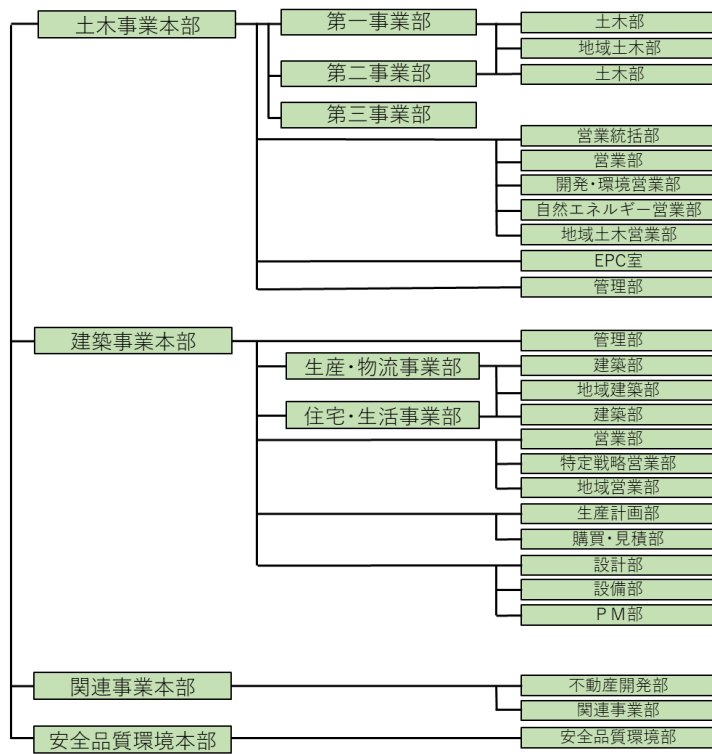 土木事業本部
第一事業部
土木部
地域土木部
第二事業部
土木部
第三事業部
営業統括部
営業部
開発・環境営業部
自然エネルギー営業部
地域土木営業部
EPC室
管理部
建築事業本部
管理部
生産・物流事業部
建築部
地域建築部
住宅・生活事業部
建築部
営業部
特定戦略営業部
地域営業部
生産計画部
購買・見積部
設計部
設備部
ＰＭ部
関連事業本部
不動産開発部
関連事業部
安全品質環境本部
安全品質環境部